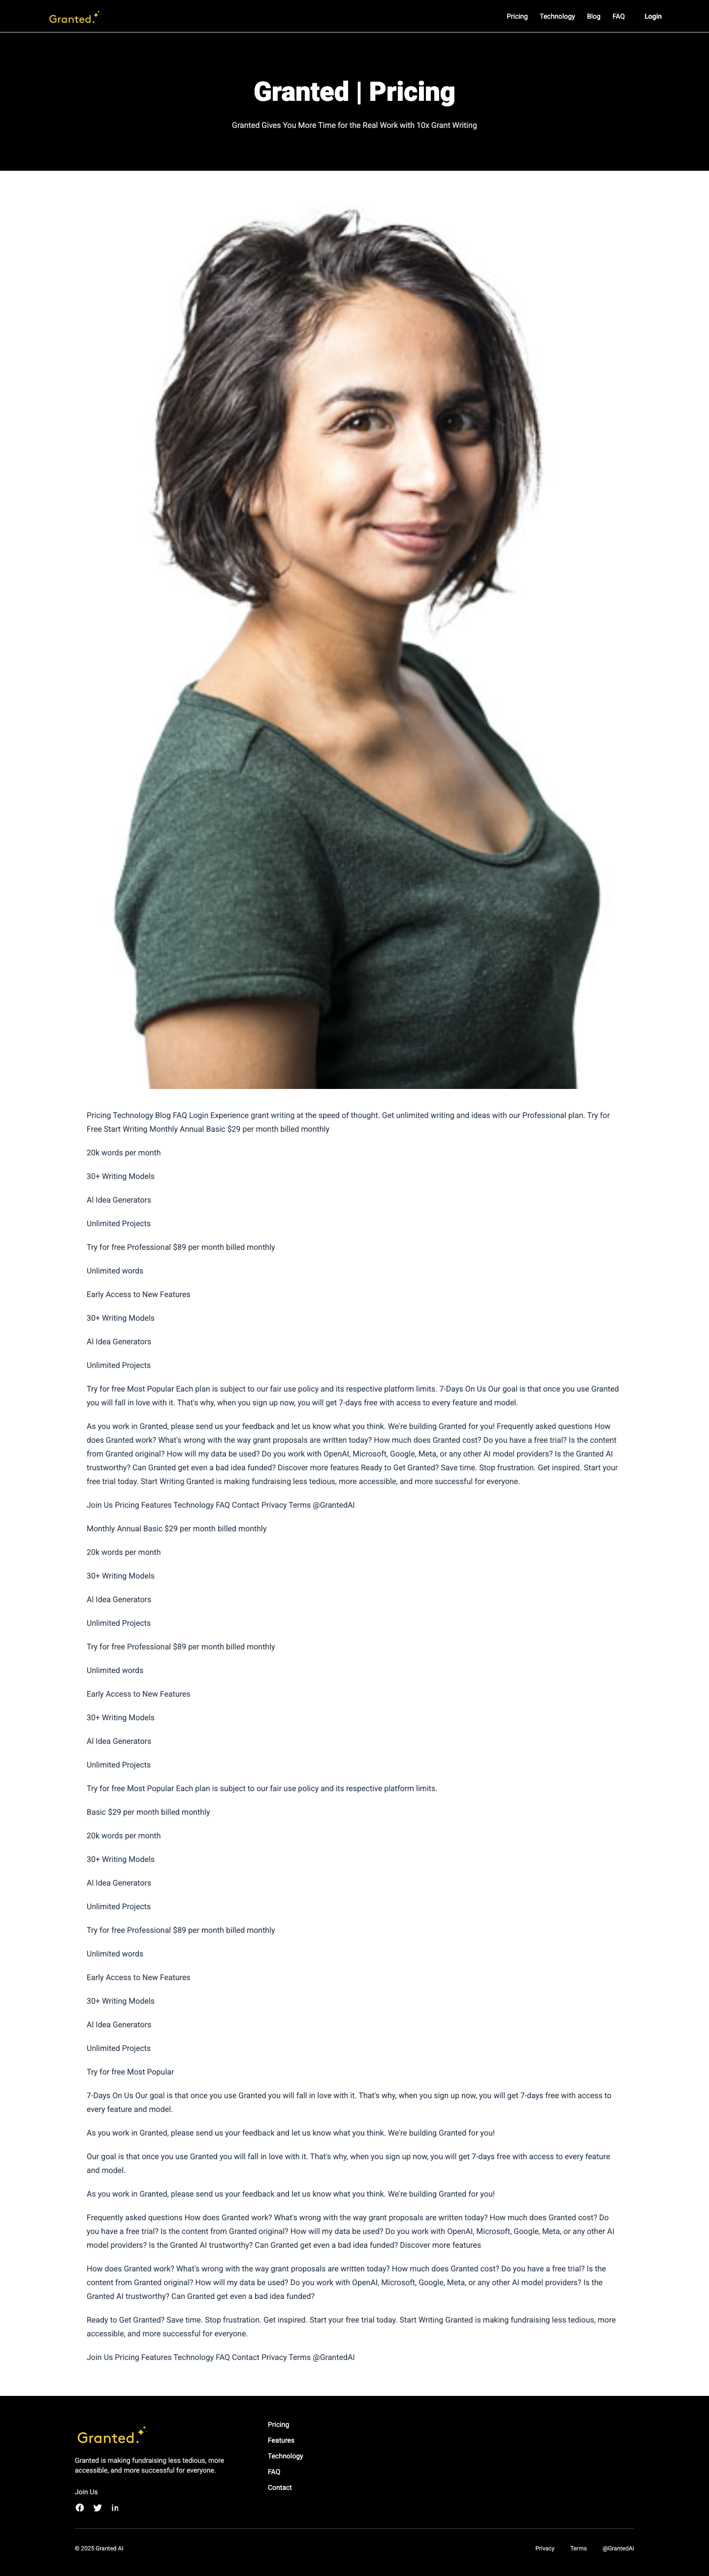 Granted.
Pricing Technology Blog FAQ Login
Granted | Pricing
Granted Gives You More Time for the Real Work with 10x Grant Writing
Pricing Technology Blog FAQ Login Experience grant writing at the speed of thought. Get unlimited writing and ideas with our Professional plan. Try for
Free Start Writing Monthly Annual Basic $29 per month billed monthly
20k words per month
30+ Writing Models
AI Idea Generators
Unlimited Projects
Try for free Professional $89 per month billed monthly
Unlimited words
Early Access to New Features
30+ Writing Models
AI Idea Generators
Unlimited Projects
Try for free Most Popular Each plan is subject to our fair use policy and its respective platform limits. 7-Days On Us Our goal is that once you use Granted
you will fall in love with it. That's why, when you sign up now, you will get 7-days free with access to every feature and model.
As you work in Granted, please send us your feedback and let us know what you think. We're building Granted for you! Frequently asked questions How
does Granted work? What's wrong with the way grant proposals are written today? How much does Granted cost? Do you have a free trial? Is the content
from Granted original? How will my data be used? Do you work with OpenAI, Microsoft, Google, Meta, or any other AI model providers? Is the Granted AI
trustworthy? Can Granted get even a bad idea funded? Discover more features Ready to Get Granted? Save time. Stop frustration. Get inspired. Start your
free trial today. Start Writing Granted is making fundraising less tedious, more accessible, and more successful for everyone.
Join Us Pricing Features Technology FAQ Contact Privacy Terms @GrantedAI
Monthly Annual Basic $29 per month billed monthly
20k words per month
30+ Writing Models
AI Idea Generators
Unlimited Projects
Try for free Professional $89 per month billed monthly
Unlimited words
Early Access to New Features
30+ Writing Models
AI Idea Generators
Unlimited Projects
Try for free Most Popular Each plan is subject to our fair use policy and its respective platform limits.
Basic $29 per month billed monthly
20k words per month
30+ Writing Models
AI Idea Generators
Unlimited Projects
Try for free Professional $89 per month billed monthly
Unlimited words
Early Access to New Features
30+ Writing Models
AI Idea Generators
Unlimited Projects
Try for free Most Popular
7-Days On Us Our goal is that once you use Granted you will fall in love with it. That's why, when you sign up now, you will get 7-days free with access to
every feature and model.
As you work in Granted, please send us your feedback and let us know what you think. We're building Granted for you!
Our goal is that once you use Granted you will fall in love with it. That's why, when you sign up now, you will get 7-days free with access to every feature
and model.
As you work in Granted, please send us your feedback and let us know what you think. We're building Granted for you!
Frequently asked questions How does Granted work? What's wrong with the way grant proposals are written today? How much does Granted cost? Do
you have a free trial? Is the content from Granted original? How will my data be used? Do you work with OpenAI, Microsoft, Google, Meta, or any other AI
model providers? Is the Granted AI trustworthy? Can Granted get even a bad idea funded? Discover more features
How does Granted work? What's wrong with the way grant proposals are written today? How much does Granted cost? Do you have a free trial? Is the
content from Granted original? How will my data be used? Do you work with OpenAI, Microsoft, Google, Meta, or any other AI model providers? Is the
Granted AI trustworthy? Can Granted get even a bad idea funded?
Ready to Get Granted? Save time. Stop frustration. Get inspired. Start your free trial today. Start Writing Granted is making fundraising less tedious, more
accessible, and more successful for everyone.
Join Us Pricing Features Technology FAQ Contact Privacy Terms @GrantedAI
Granted.
Granted is making fundraising less tedious, more
accessible, and more successful for everyone.
Join Us
Pricing
Features
Technology
FAQ
Contact
© 2025 Granted AI
Privacy Terms @GrantedAI